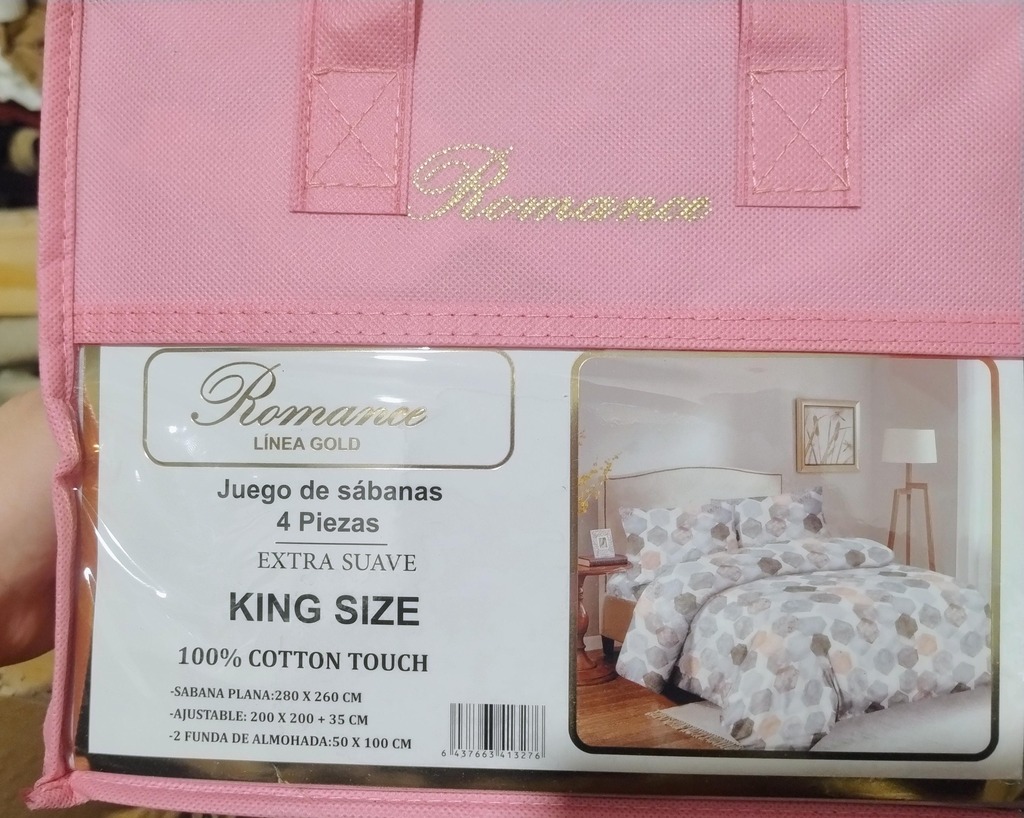 Romance
Romance
LÍNEA GOLD
Juego de sábanas
4 Piezas
EXTRA SUAVE
KING SIZE
100% COTTON TOUCH
-SABANA PLANA:280 X 260 CM
-AJUSTABLE: 200 X 200 + 35 CM
-2 FUNDA DE ALMOHADA:50 X 100 CM
6 437663 413276